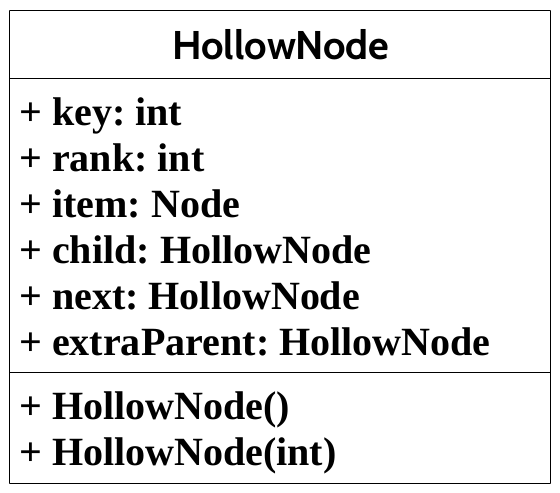 HollowNode
+ key: int
+ rank: int
+ item: Node
+ child: HollowNode
+ next: HollowNode
+ extraParent: HollowNode
+ HollowNode()
+ HollowNode(int)